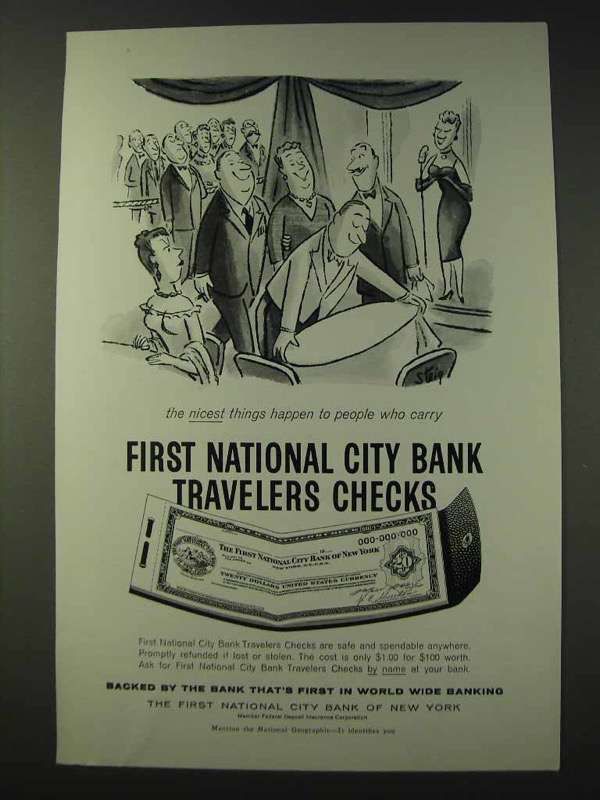 Steig
the nicest things happen to people who carry
FIRST NATIONAL CITY BANK
TRAVELERS CHECKS
000-000-000
THE FIRST NATIONAL CITY BANK OF NEW YORK
TWENTY DOLLARS UNITED STATES CURRENCY
20
First National City Bank Travelers Checks are safe and spendable anywhere.
Promptly refunded if lost or stolen. The cost is only $1.00 for $100 worth.
Ask for First National City Bank Travelers Checks by name at your bank.
BACKED BY THE BANK THAT'S FIRST IN WORLD WIDE BANKING
THE FIRST NATIONAL CITY BANK OF NEW YORK
Member Federal Deposit Insurance Corporation
Mention the National Geographic—It identifies you